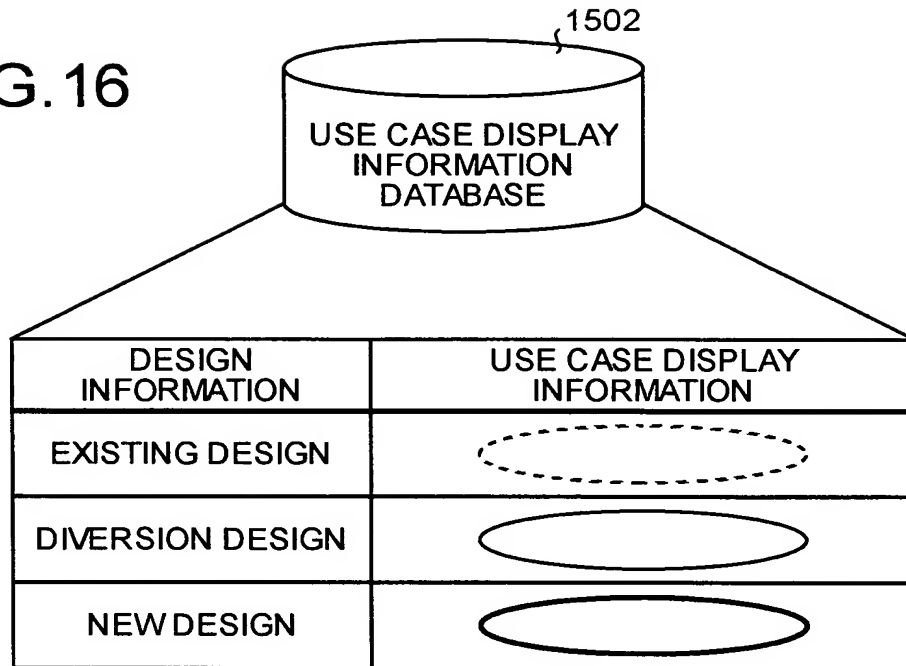 1502
G.16
USE CASE DISPLAY
INFORMATION
DATABASE
DESIGN
INFORMATION
USE CASE DISPLAY
INFORMATION
EXISTING DESIGN
DIVERSION DESIGN
NEW DESIGN